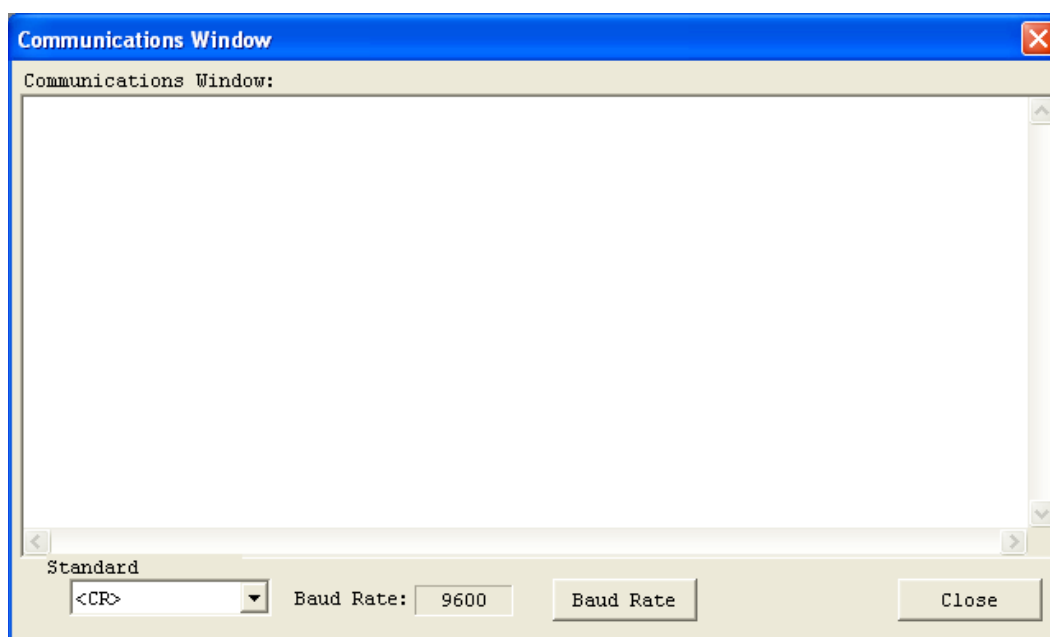 Communications Window
Communications Window:
Standard
<CR> Baud Rate: 9600 Baud Rate Close